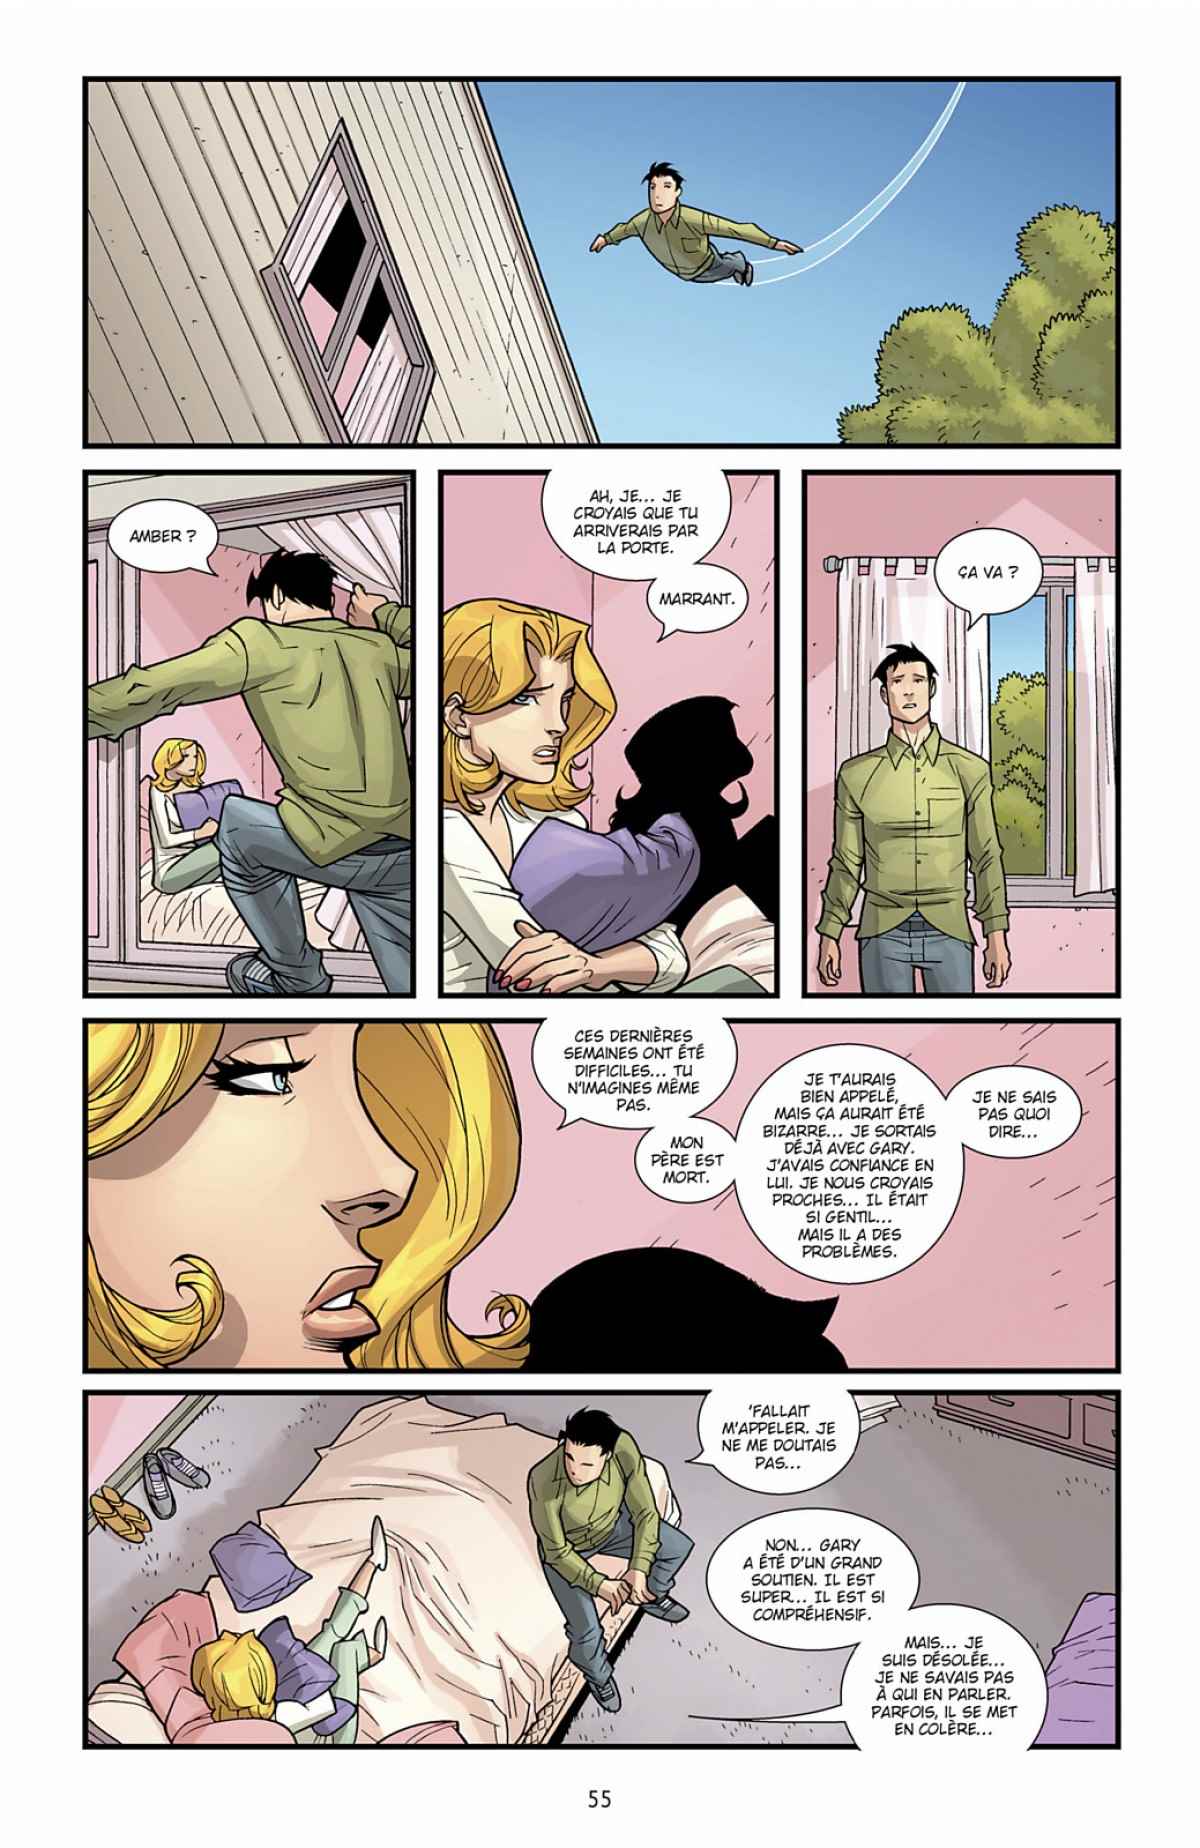 AMBER ?
AH, JE... JE
CROYAIS QUE TU
ARRIVERAIS PAR
LA PORTE.
MARRANT.
ÇA VA ?
CES DERNIÈRES
SEMAINES ONT ÉTÉ
DIFFICILES... TU
N'IMAGINES MÊME
PAS.
MON
PÈRE EST
MORT.
JE T'AURAIS
BIEN APPELÉ,
MAIS ÇA AURAIT ÉTÉ
BIZARRE... JE SORTAIS
DÉJÀ AVEC GARY.
J'AVAIS CONFIANCE EN
LUI. JE NOUS CROYAIS
PROCHES... IL ÉTAIT
SI GENTIL...
MAIS IL A DES
PROBLÈMES.
JE NE SAIS
PAS QUOI
DIRE...
'FALLAIT
M'APPELER. JE
NE ME DOUTAIS
PAS...
NON... GARY
A ÉTÉ D'UN GRAND
SOUTIEN. IL EST
SUPER... IL EST SI
COMPRÉHENSIF.
MAIS... JE
SUIS DÉSOLÉE...
JE NE SAVAIS PAS
À QUI EN PARLER.
PARFOIS, IL SE MET
EN COLÈRE...
55